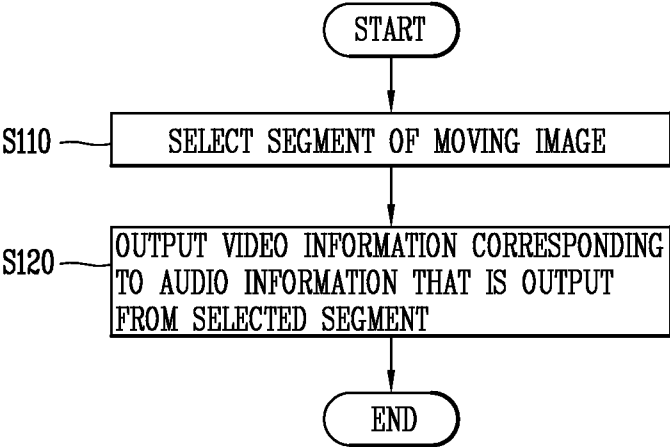 START
S110
SELECT SEGMENT OF MOVING IMAGE
S120
OUTPUT VIDEO INFORMATION CORRESPONDING
TO AUDIO INFORMATION THAT IS OUTPUT
FROM SELECTED SEGMENT
END